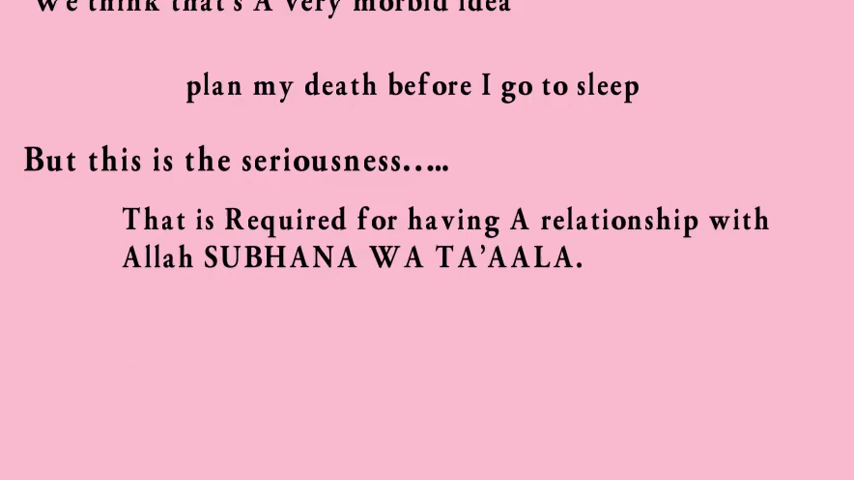 We think that's A very morbid idea
plan my death before I go to sleep
But this is the seriousness.....
That is Required for having A relationship with
Allah SUBHANA WA TA'AALA.